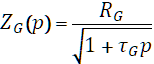 Z_G(p) = R_G / √(1 + τ_G p)